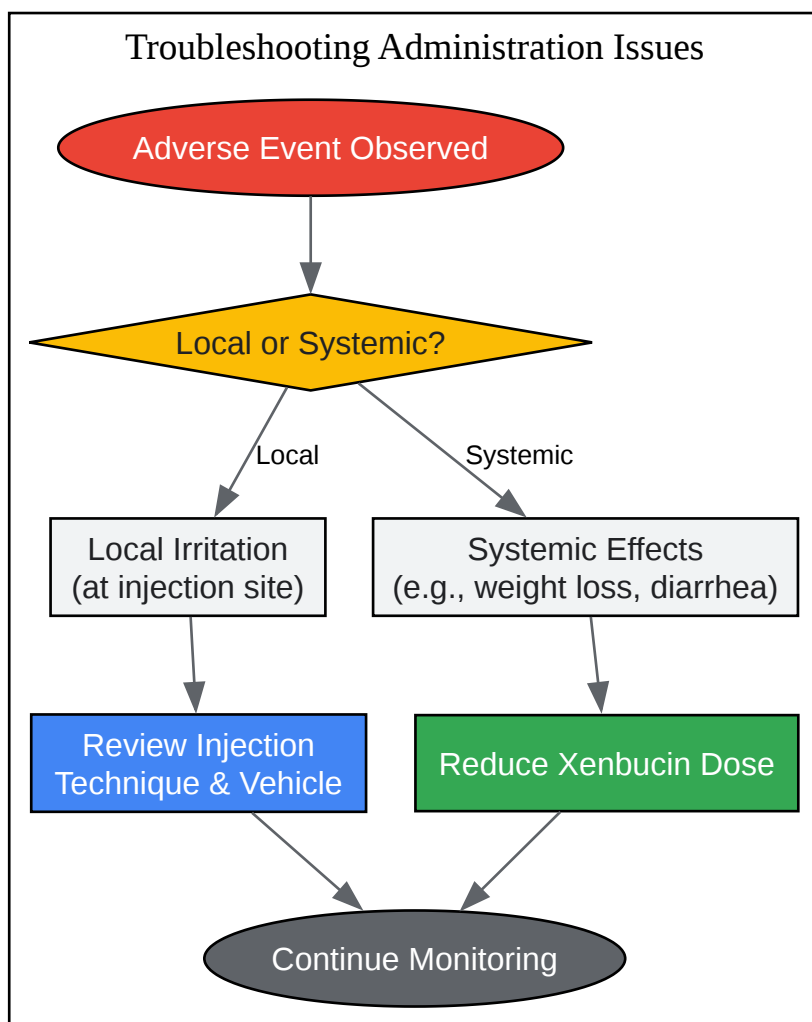 Troubleshooting Administration Issues
Adverse Event Observed
Local or Systemic?
Local
Systemic
Local Irritation
(at injection site)
Systemic Effects
(e.g., weight loss, diarrhea)
Review Injection
Technique & Vehicle
Reduce Xenbucin Dose
Continue Monitoring